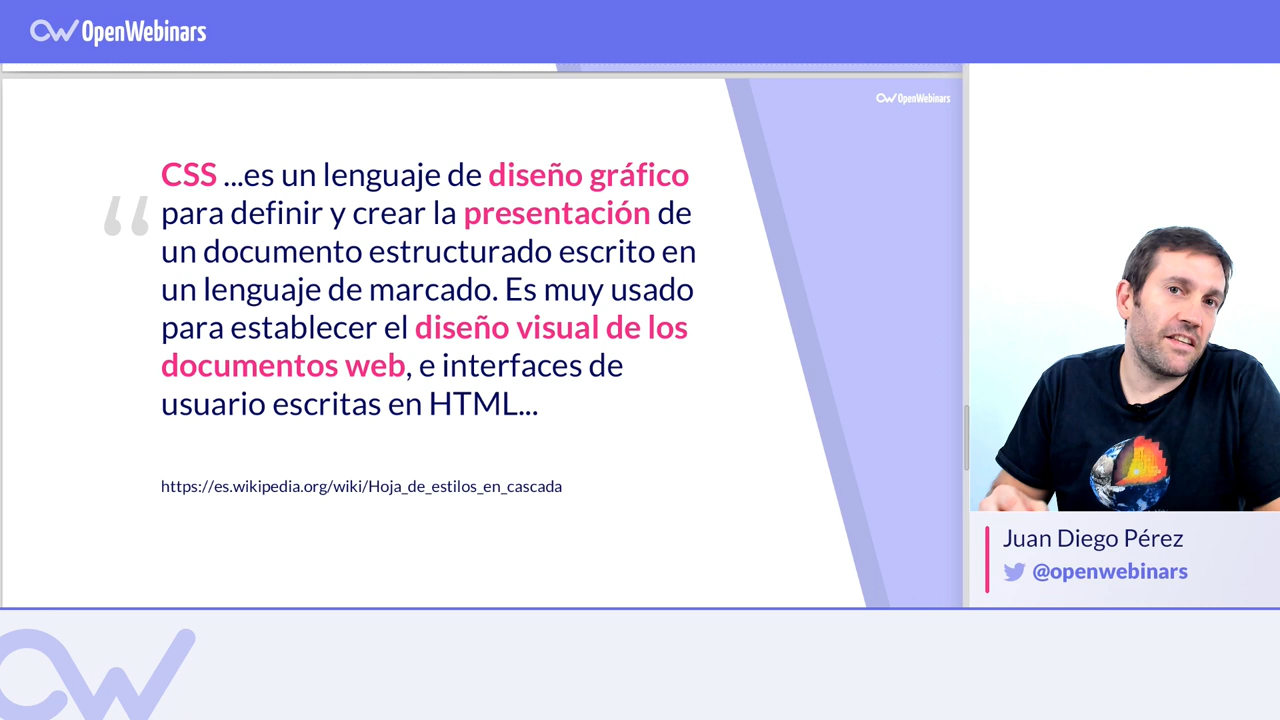 OpenWebinars
OpenWebinars
“
CSS ...es un lenguaje de diseño gráfico
para definir y crear la presentación de
un documento estructurado escrito en
un lenguaje de marcado. Es muy usado
para establecer el diseño visual de los
documentos web, e interfaces de
usuario escritas en HTML...
https://es.wikipedia.org/wiki/Hoja_de_estilos_en_cascada
Juan Diego Pérez
@openwebinars